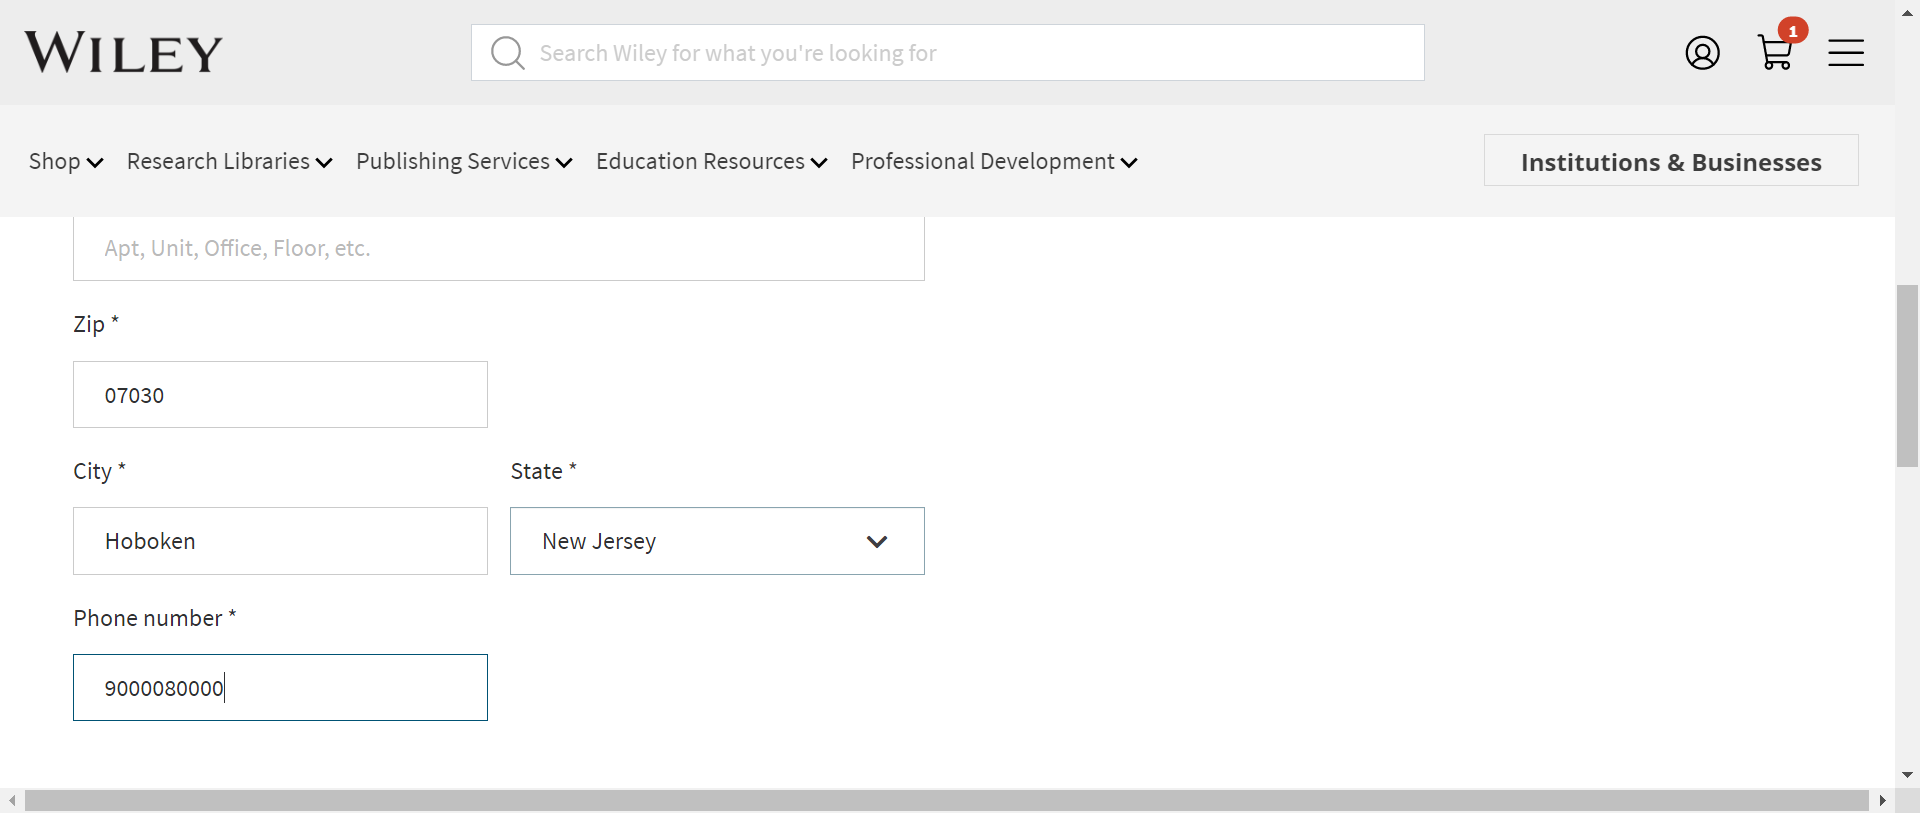 WILEY
Search Wiley for what you're looking for
1
Shop Research Libraries Publishing Services Education Resources Professional Development
Institutions & Businesses
Apt, Unit, Office, Floor, etc.
Zip *
07030
City * State *
Hoboken New Jersey
Phone number *
9000080000